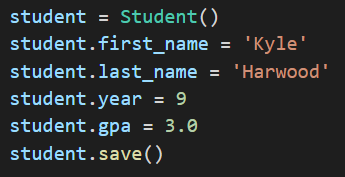 student = Student()
student.first_name = 'Kyle'
student.last_name = 'Harwood'
student.year = 9
student.gpa = 3.0
student.save()